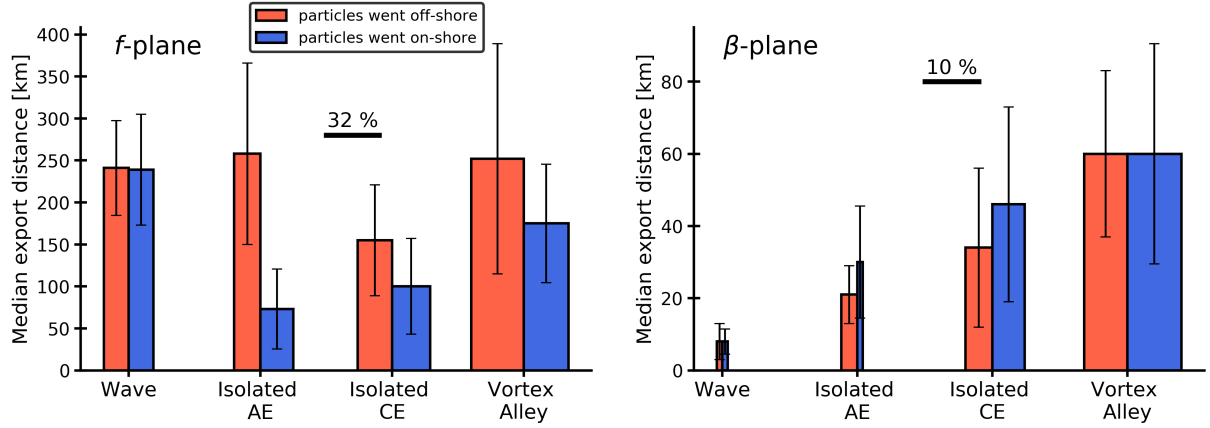 particles went off-shore
particles went on-shore
f-plane
Median export distance [km]
400
350
300
250
200
150
100
50
0
32 %
Wave
Isolated
AE
Isolated
CE
Vortex
Alley
β-plane
Median export distance [km]
80
60
40
20
0
10 %
Wave
Isolated
AE
Isolated
CE
Vortex
Alley